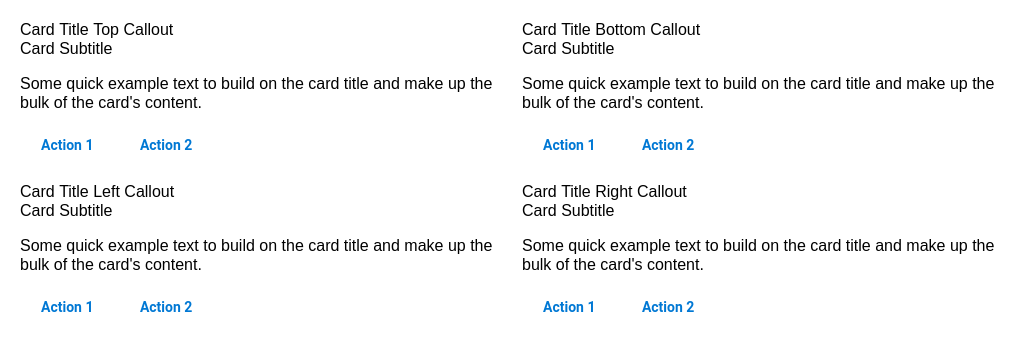 Card Title Top Callout
Card Subtitle
Some quick example text to build on the card title and make up the
bulk of the card's content.
Action 1 Action 2
Card Title Bottom Callout
Card Subtitle
Some quick example text to build on the card title and make up the
bulk of the card's content.
Action 1 Action 2
Card Title Left Callout
Card Subtitle
Some quick example text to build on the card title and make up the
bulk of the card's content.
Action 1 Action 2
Card Title Right Callout
Card Subtitle
Some quick example text to build on the card title and make up the
bulk of the card's content.
Action 1 Action 2